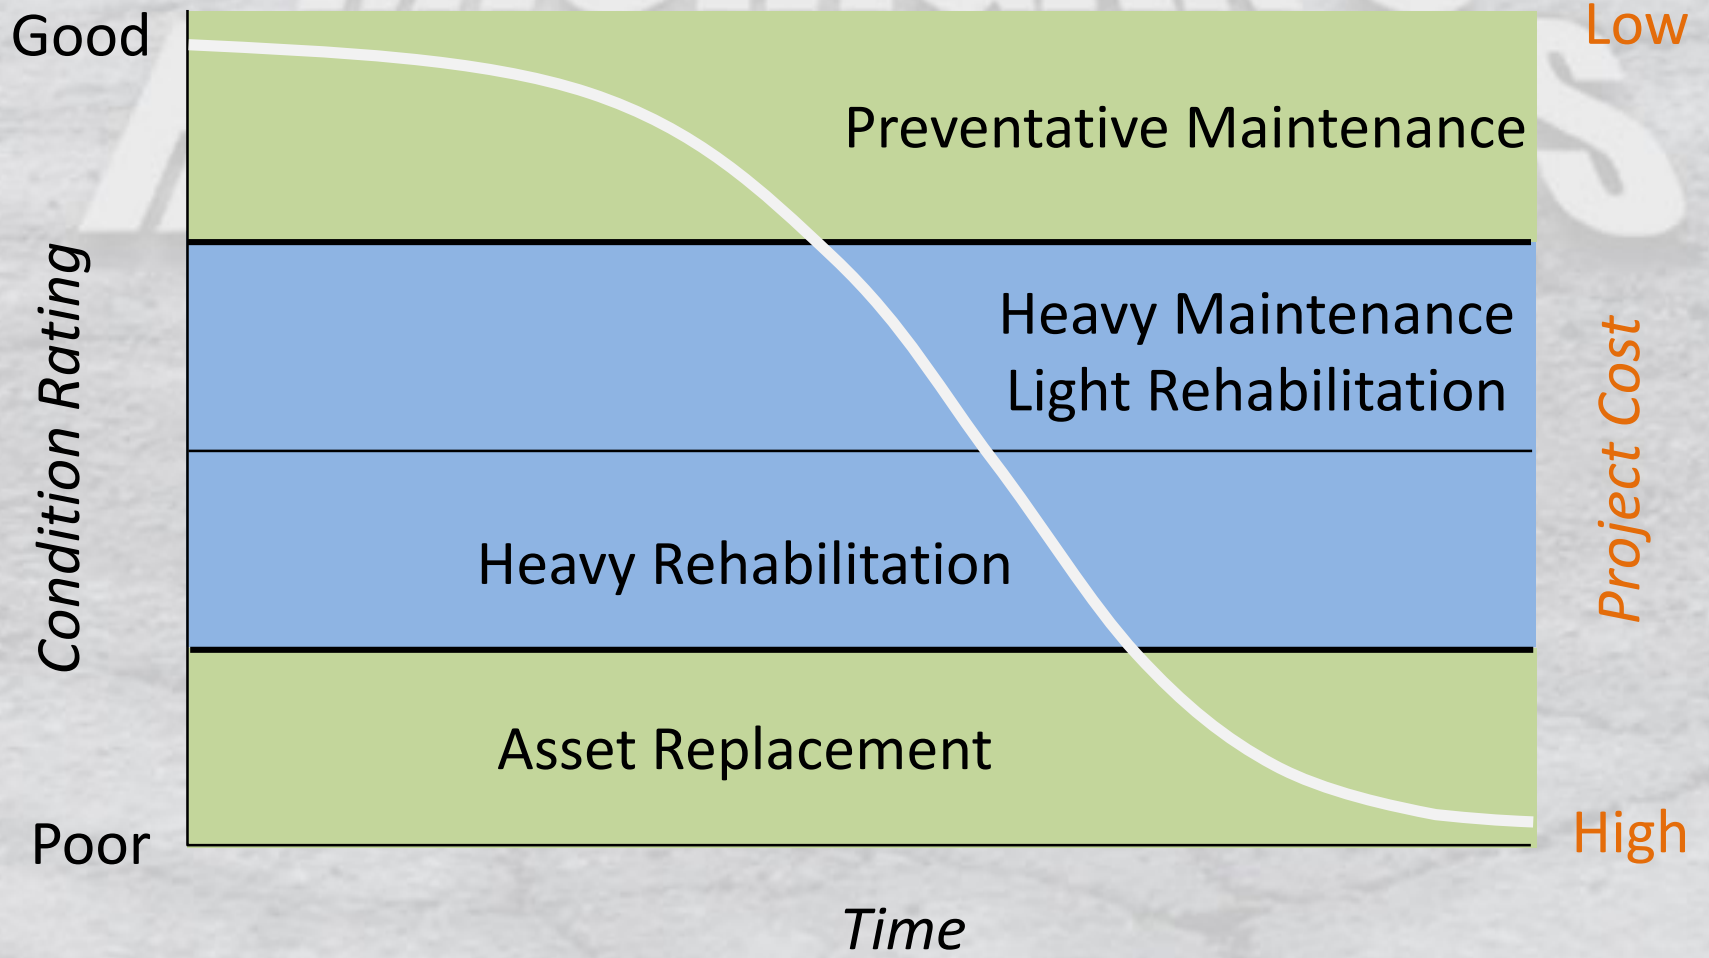 Good
Low
Preventative Maintenance
Heavy Maintenance
Light Rehabilitation
Condition Rating
Project Cost
Heavy Rehabilitation
Asset Replacement
Poor
High
Time